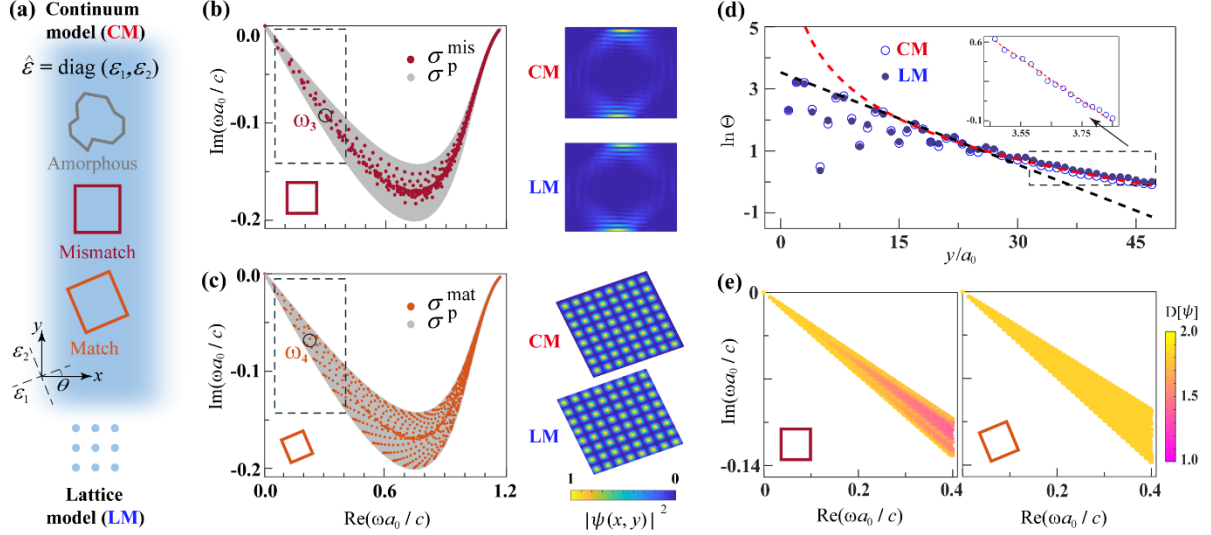 (a) Continuum
model (CM)
ε̂ = diag (ε₁,ε₂)
Amorphous
Mismatch
Match
y
ε₂
θ
x
ε₁
Lattice
model (LM)
(b)
0.0
-0.1
-0.2
Im(ωa₀ / c)
σ^mis
σ^p
ω₃
CM
LM
(c)
0.0
-0.1
-0.2
Im(ωa₀ / c)
σ^mat
σ^p
ω₄
0.0 0.6 1.2
Re(ωa₀ / c)
CM
LM
1 0
|ψ(x, y)|²
(d)
5
3
1
-1
ln Θ
CM
LM
0.6
-0.1
3.55 3.75
0 15 30 45
y/a₀
(e)
0
-0.14
Im(ωa₀ / c)
0 0.2 0.4
Re(ωa₀ / c)
0 0.2 0.4
Re(ωa₀ / c)
D[ψ]
2.0
1.5
1.0